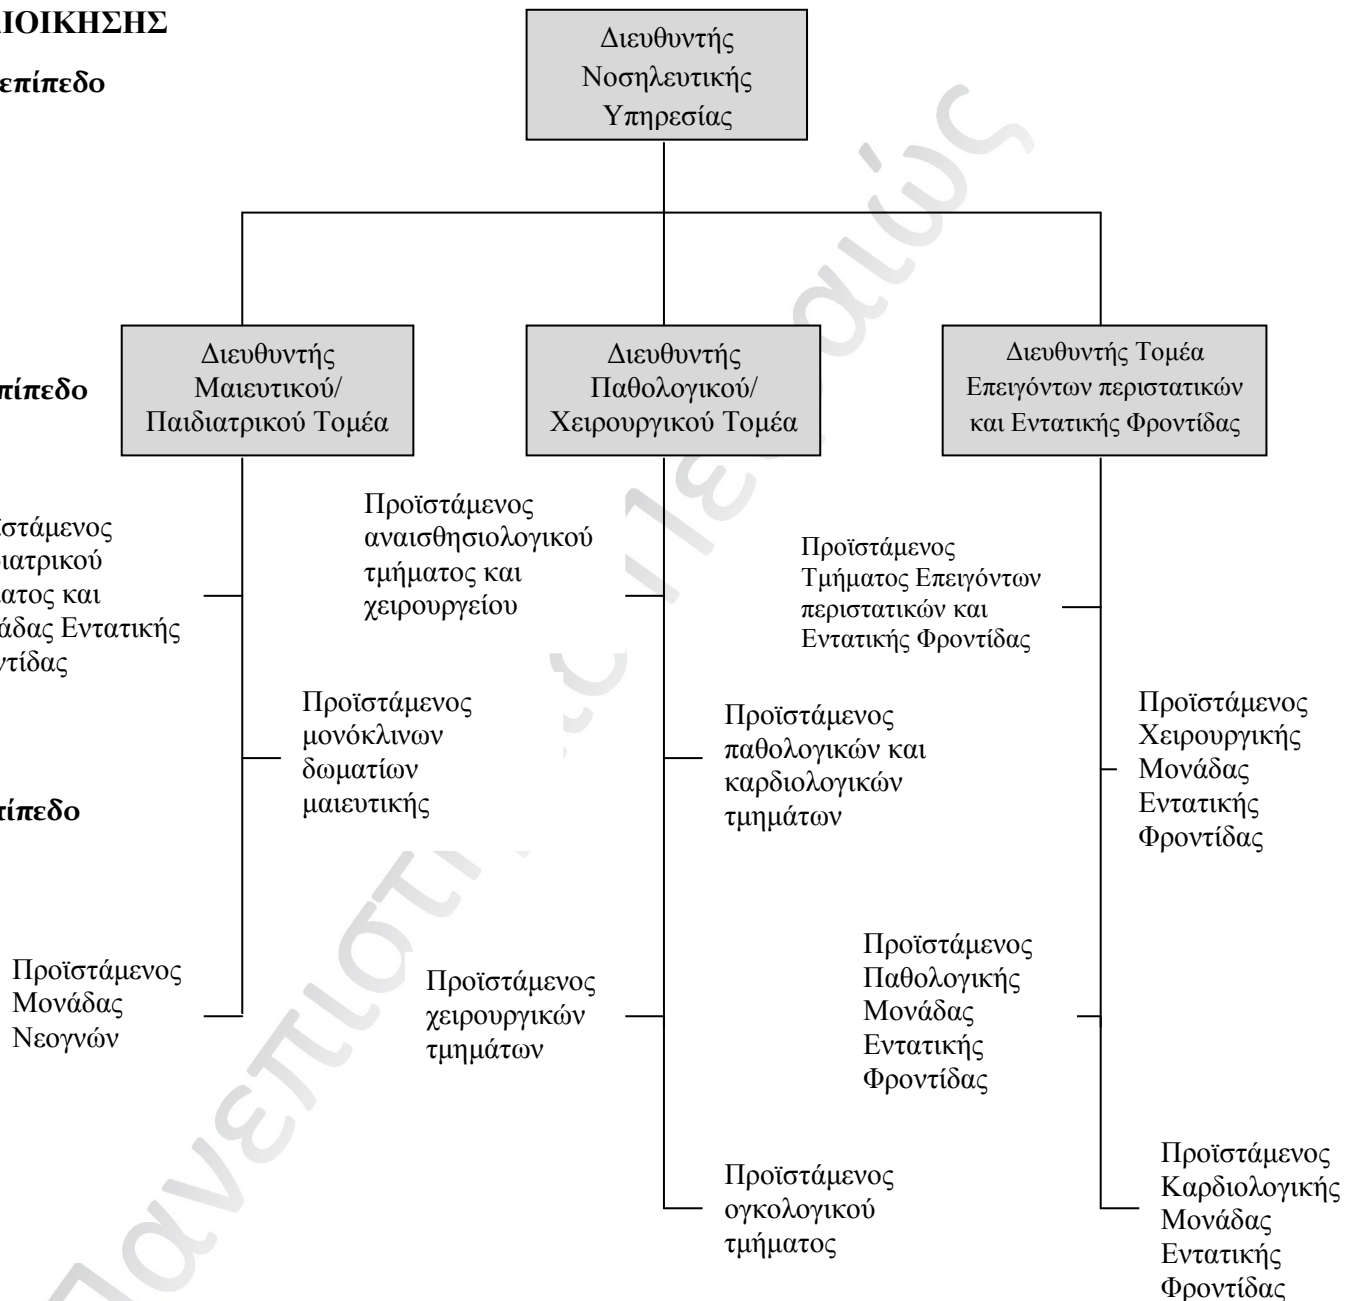 ΔΙΟΙΚΗΣΗΣ
επίπεδο
Διευθυντής
Νοσηλευτικής
Υπηρεσίας
Διευθυντής
Μαιευτικού/
Παιδιατρικού Τομέα
Διευθυντής
Παθολογικού/
Χειρουργικού Τομέα
Διευθυντής Τομέα
Επειγόντων περιστατικών
και Εντατικής Φροντίδας
πίπεδο
ϊστάμενος
ιατρικού
ατος και
άδας Εντατικής
ντίδας
Προϊστάμενος
αναισθησιολογικού
τμήματος και
χειρουργείου
Προϊστάμενος
Τμήματος Επειγόντων
περιστατικών και
Εντατικής Φροντίδας
Προϊστάμενος
μονόκλινων
δωματίων
μαιευτικής
Προϊστάμενος
παθολογικών και
καρδιολογικών
τμημάτων
Προϊστάμενος
Χειρουργικής
Μονάδας
Εντατικής
Φροντίδας
τίπεδο
Προϊστάμενος
Μονάδας
Νεογνών
Προϊστάμενος
χειρουργικών
τμημάτων
Προϊστάμενος
Παθολογικής
Μονάδας
Εντατικής
Φροντίδας
Προϊστάμενος
ογκολογικού
τμήματος
Προϊστάμενος
Καρδιολογικής
Μονάδας
Εντατικής
Φροντίδας